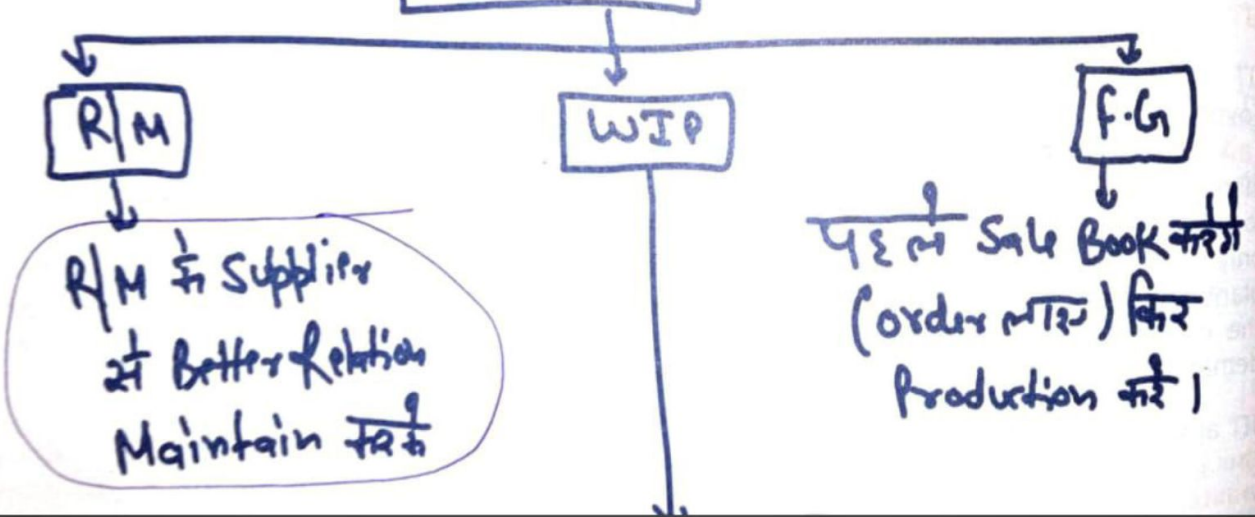 R/M
WIP
F.G
R/M के Supplier
से Better Relation
Maintain करके
पहले Sale Book करेंगे
(order लाके) फिर
Production करें।